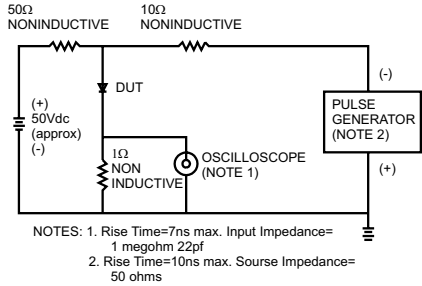 50Ω
NONINDUCTIVE
10Ω
NONINDUCTIVE
(-)
DUT
(+)
50Vdc
(approx)
(-)
PULSE
GENERATOR
(NOTE 2)
1Ω
NON
INDUCTIVE
OSCILLOSCOPE
(NOTE 1)
(+)
NOTES: 1. Rise Time=7ns max. Input Impedance=
1 megohm 22pf
2. Rise Time=10ns max. Sourse Impedance=
50 ohms